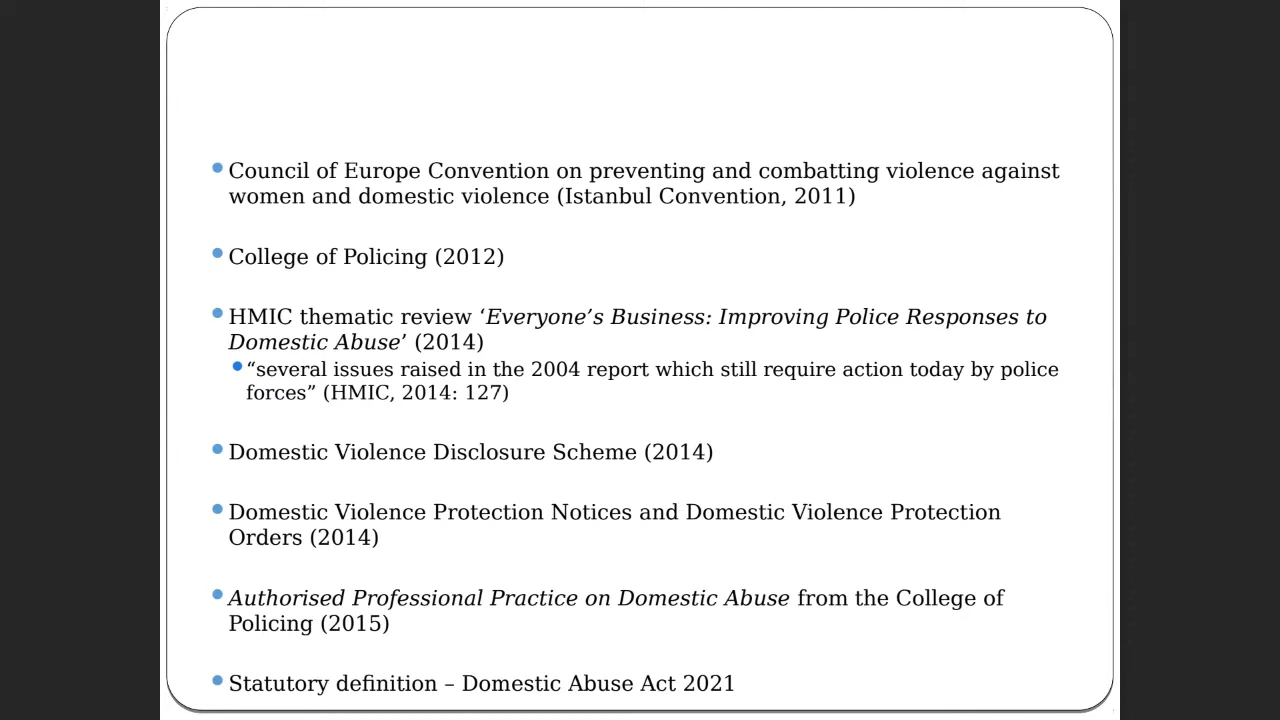 Council of Europe Convention on preventing and combatting violence against
women and domestic violence (Istanbul Convention, 2011)
College of Policing (2012)
HMIC thematic review ‘Everyone’s Business: Improving Police Responses to
Domestic Abuse’ (2014)
“several issues raised in the 2004 report which still require action today by police
forces” (HMIC, 2014: 127)
Domestic Violence Disclosure Scheme (2014)
Domestic Violence Protection Notices and Domestic Violence Protection
Orders (2014)
Authorised Professional Practice on Domestic Abuse from the College of
Policing (2015)
Statutory definition – Domestic Abuse Act 2021